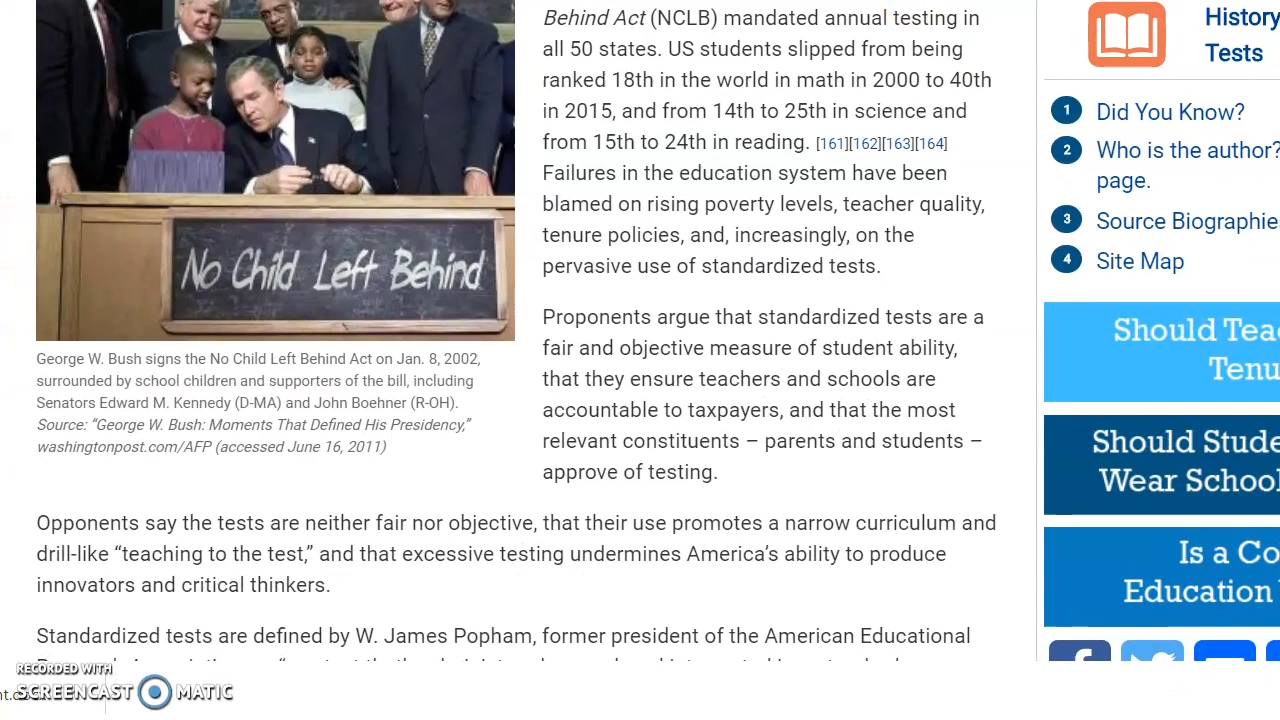 No Child Left Behind
George W. Bush signs the No Child Left Behind Act on Jan. 8, 2002,
surrounded by school children and supporters of the bill, including
Senators Edward M. Kennedy (D-MA) and John Boehner (R-OH).
Source: “George W. Bush: Moments That Defined His Presidency,”
washingtonpost.com/AFP (accessed June 16, 2011)
Behind Act (NCLB) mandated annual testing in
all 50 states. US students slipped from being
ranked 18th in the world in math in 2000 to 40th
in 2015, and from 14th to 25th in science and
from 15th to 24th in reading. [161][162][163][164]
Failures in the education system have been
blamed on rising poverty levels, teacher quality,
tenure policies, and, increasingly, on the
pervasive use of standardized tests.
Proponents argue that standardized tests are a
fair and objective measure of student ability,
that they ensure teachers and schools are
accountable to taxpayers, and that the most
relevant constituents – parents and students –
approve of testing.
Opponents say the tests are neither fair nor objective, that their use promotes a narrow curriculum and
drill-like “teaching to the test,” and that excessive testing undermines America’s ability to produce
innovators and critical thinkers.
Standardized tests are defined by W. James Popham, former president of the American Educational
RECORDED WITH
SCREENCAST MATIC
History
Tests
1 Did You Know?
2 Who is the author?
page.
3 Source Biographie
4 Site Map
Should Tea
Tenu
Should Stude
Wear School
Is a Co
Education